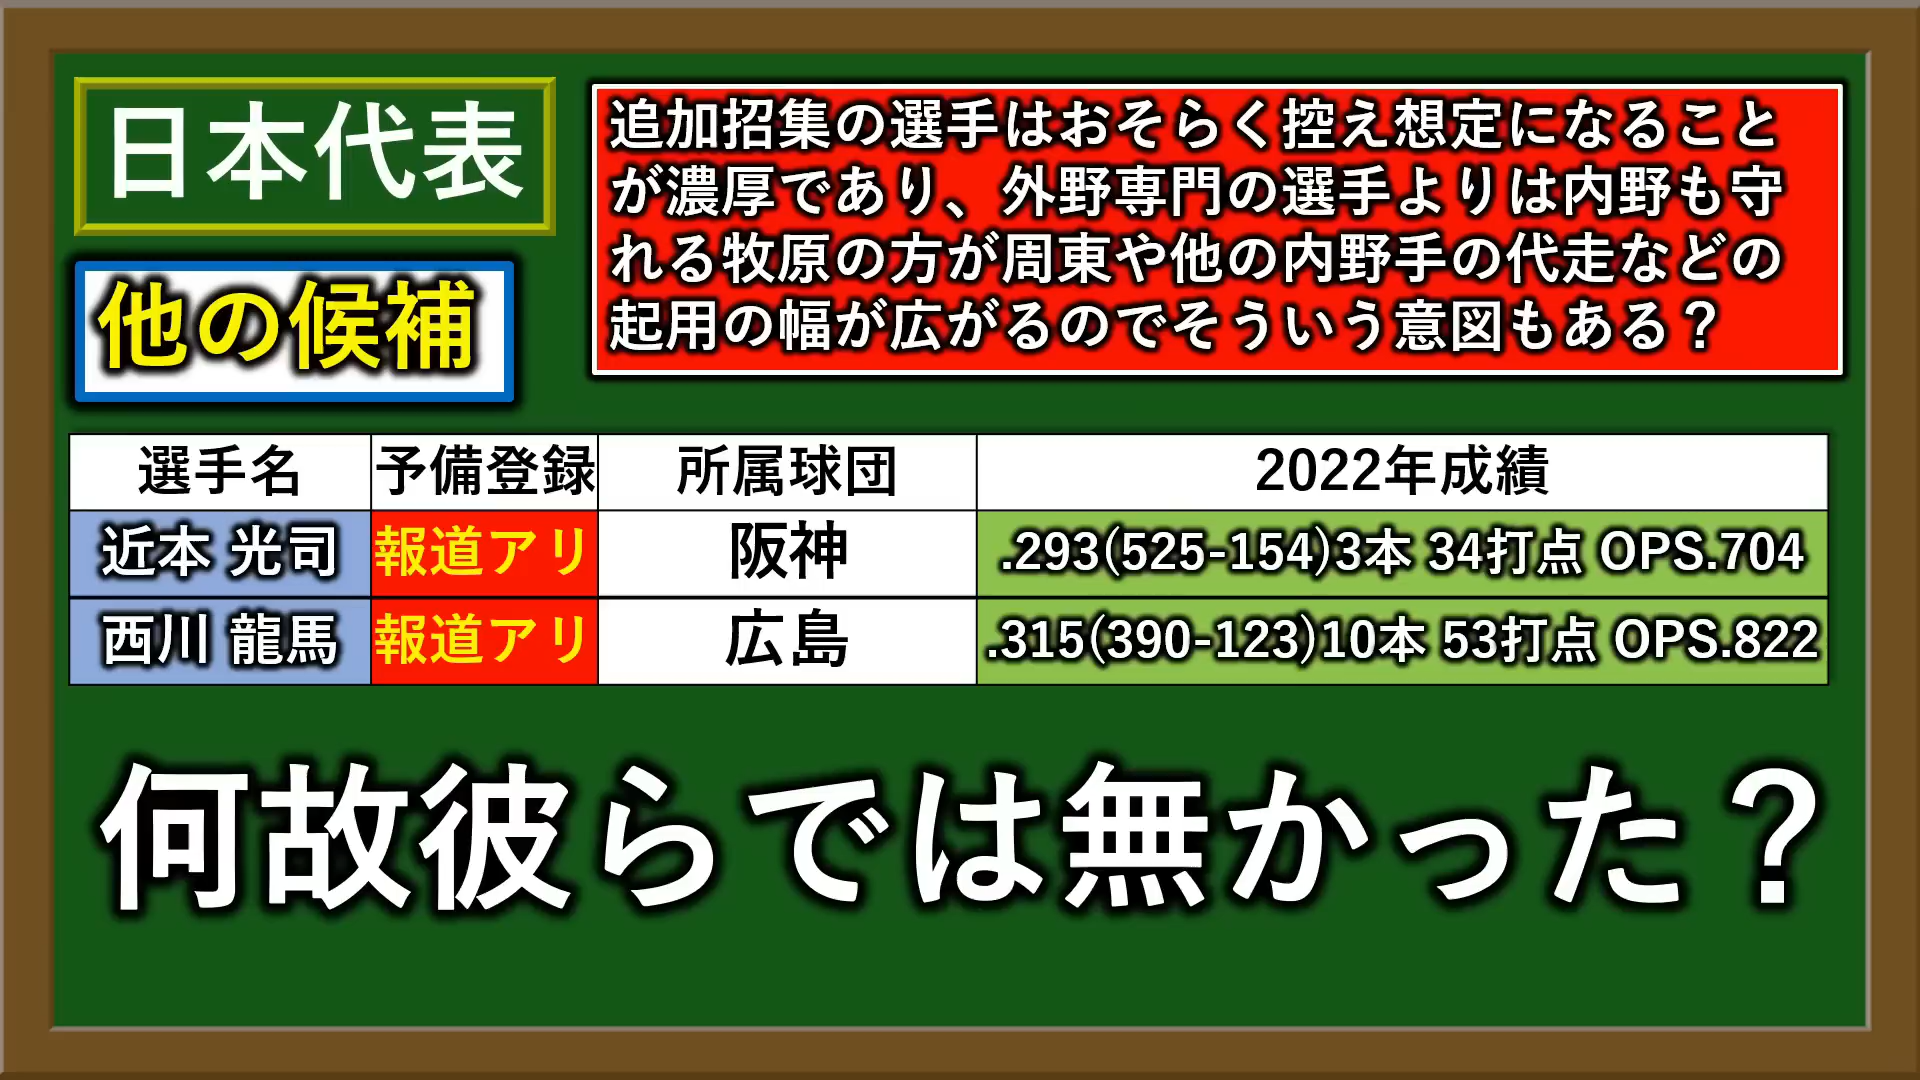 日本代表
他の候補
追加招集の選手はおそらく控え想定になること
が濃厚であり、外野専門の選手よりは内野も守
れる牧原の方が周東や他の内野手の代走などの
起用の幅が広がるのでそういう意図もある？
選手名 予備登録 所属球団 2022年成績
近本 光司 報道アリ 阪神 .293(525-154)3本 34打点 OPS.704
西川 龍馬 報道アリ 広島 .315(390-123)10本 53打点 OPS.822
何故彼らでは無かった？